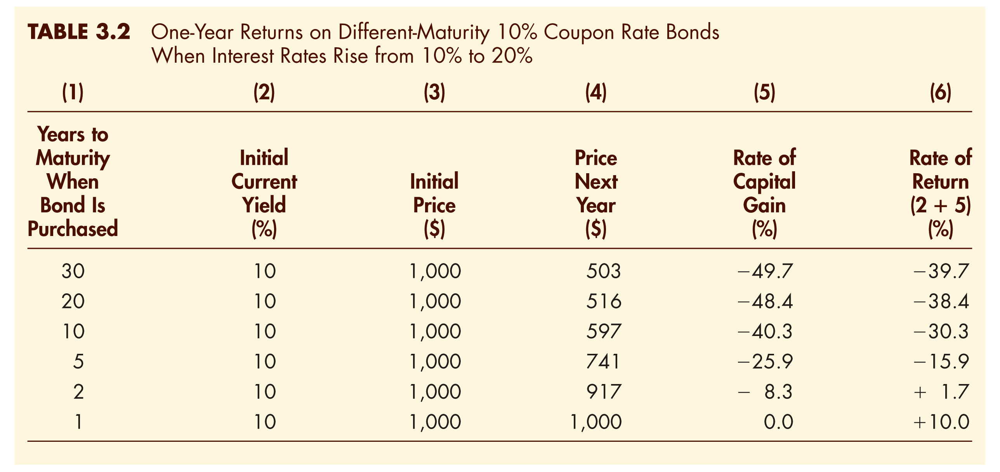 TABLE 3.2 One-Year Returns on Different-Maturity 10% Coupon Rate Bonds
When Interest Rates Rise from 10% to 20%
(1) (2) (3) (4) (5) (6)
Years to
Maturity Initial Price Rate of Rate of
When Current Initial Next Capital Return
Bond Is Yield Price Year Gain (2 + 5)
Purchased (%) ($) ($) (%) (%)
30 10 1,000 503 −49.7 −39.7
20 10 1,000 516 −48.4 −38.4
10 10 1,000 597 −40.3 −30.3
5 10 1,000 741 −25.9 −15.9
2 10 1,000 917 − 8.3 + 1.7
1 10 1,000 1,000 0.0 +10.0